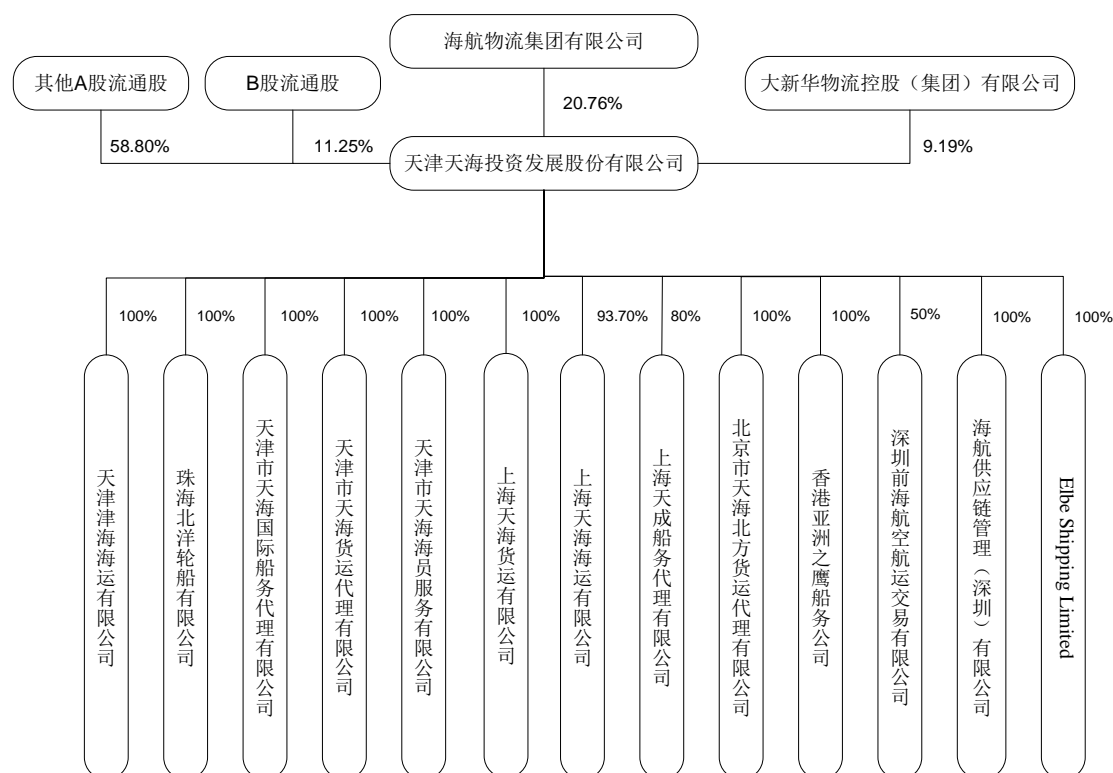 海航物流集团有限公司
其他A股流通股
B股流通股
大新华物流控股（集团）有限公司
20.76%
58.80%
11.25%
9.19%
天津天海投资发展股份有限公司
100%
100%
100%
100%
100%
100%
93.70%
80%
100%
100%
50%
100%
100%
天津津海海运有限公司
珠海北洋轮船有限公司
天津市天海国际船务代理有限公司
天津市天海货运代理有限公司
天津市天海海员服务有限公司
上海天海货运有限公司
上海天海海运有限公司
上海天成船务代理有限公司
北京市天海北方货运代理有限公司
香港亚洲之鹰船务公司
深圳前海航空航运交易有限公司
海航供应链管理（深圳）有限公司
Elbe Shipping Limited